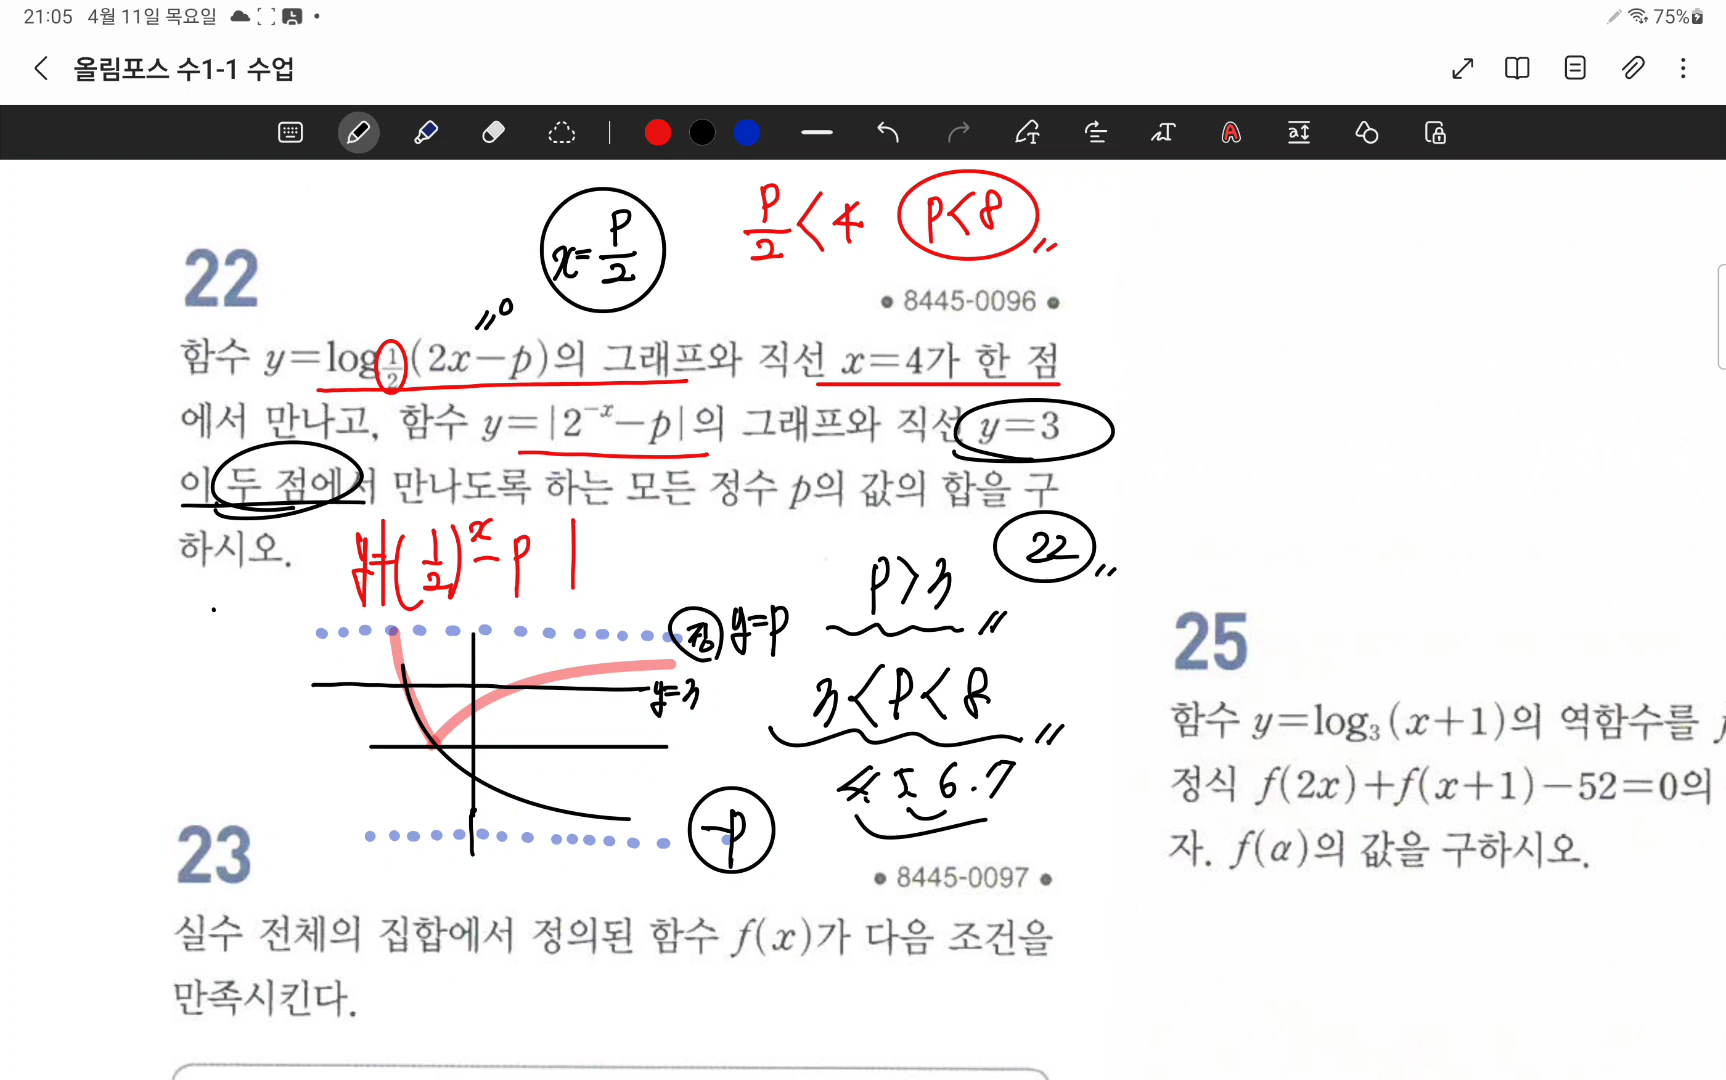 21:05 4월 11일 목요일
75%
올림포스 수1-1 수업
x=p/2
p/2<4 p<8
22
8445-0096
"0
함수 y=log_{1/2}(2x-p)의 그래프와 직선 x=4가 한 점
에서 만나고, 함수 y=|2^{-x}-p|의 그래프와 직선 y=3
이 두 점에서 만나도록 하는 모든 정수 p의 값의 합을 구
하시오.
22
y=|(1/2)^x-p|
p>3
점 y=p
y=3
3<p<8
4. 5 6.7
-p
23
8445-0097
실수 전체의 집합에서 정의된 함수 f(x)가 다음 조건을
만족시킨다.
25
함수 y=log_3(x+1)의 역함수를 f
정식 f(2x)+f(x+1)-52=0의
자. f(α)의 값을 구하시오.